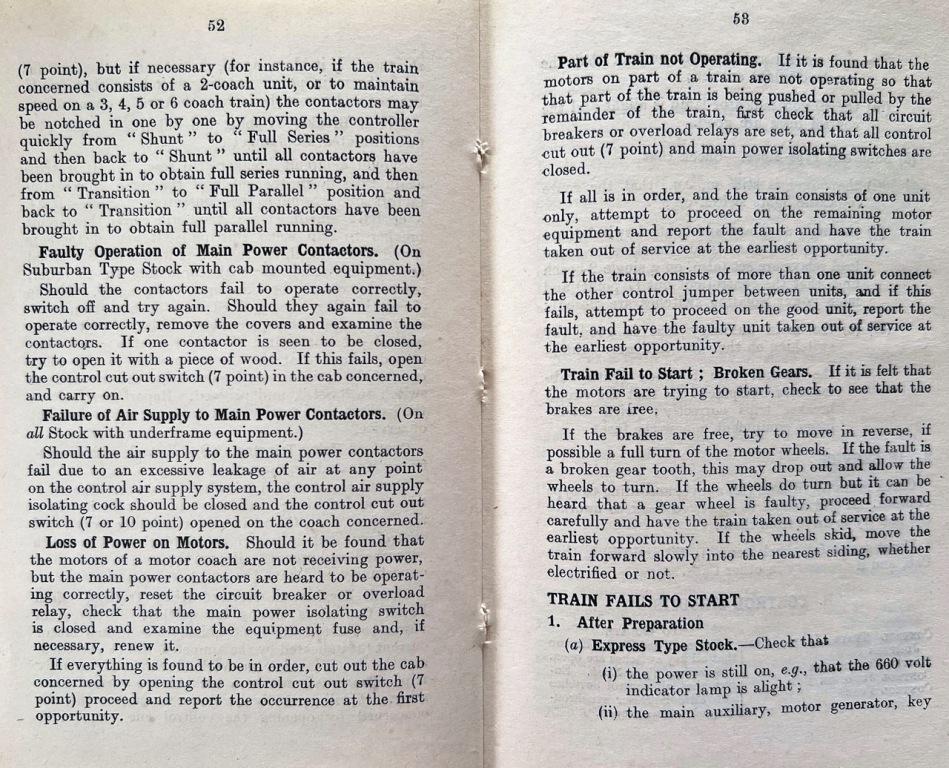 52
(7 point), but if necessary (for instance, if the train
concerned consists of a 2-coach unit, or to maintain
speed on a 3, 4, 5 or 6 coach train) the contactors may
be notched in one by one by moving the controller
quickly from “ Shunt ” to “ Full Series ” positions
and then back to “ Shunt ” until all contactors have
been brought in to obtain full series running, and then
from “ Transition ” to “ Full Parallel ” position and
back to “ Transition ” until all contactors have been
brought in to obtain full parallel running.
Faulty Operation of Main Power Contactors. (On
Suburban Type Stock with cab mounted equipment.)
Should the contactors fail to operate correctly,
switch off and try again. Should they again fail to
operate correctly, remove the covers and examine the
contactors. If one contactor is seen to be closed,
try to open it with a piece of wood. If this fails, open
the control cut out switch (7 point) in the cab concerned,
and carry on.
Failure of Air Supply to Main Power Contactors. (On
all Stock with underframe equipment.)
Should the air supply to the main power contactors
fail due to an excessive leakage of air at any point
on the control air supply system, the control air supply
isolating cock should be closed and the control cut out
switch (7 or 10 point) opened on the coach concerned.
Loss of Power on Motors. Should it be found that
the motors of a motor coach are not receiving power,
but the main power contactors are heard to be operat-
ing correctly, reset the circuit breaker or overload
relay, check that the main power isolating switch
is closed and examine the equipment fuse and, if
necessary, renew it.
If everything is found to be in order, cut out the cab
concerned by opening the control cut out switch (7
point) proceed and report the occurrence at the first
opportunity.
53
Part of Train not Operating. If it is found that the
motors on part of a train are not operating so that
that part of the train is being pushed or pulled by the
remainder of the train, first check that all circuit
breakers or overload relays are set, and that all control
cut out (7 point) and main power isolating switches are
closed.
If all is in order, and the train consists of one unit
only, attempt to proceed on the remaining motor
equipment and report the fault and have the train
taken out of service at the earliest opportunity.
If the train consists of more than one unit connect
the other control jumper between units, and if this
fails, attempt to proceed on the good unit, report the
fault, and have the faulty unit taken out of service at
the earliest opportunity.
Train Fail to Start ; Broken Gears. If it is felt that
the motors are trying to start, check to see that the
brakes are free.
If the brakes are free, try to move in reverse, if
possible a full turn of the motor wheels. If the fault is
a broken gear tooth, this may drop out and allow the
wheels to turn. If the wheels do turn but it can be
heard that a gear wheel is faulty, proceed forward
carefully and have the train taken out of service at the
earliest opportunity. If the wheels skid, move the
train forward slowly into the nearest siding, whether
electrified or not.
TRAIN FAILS TO START
1. After Preparation
(a) Express Type Stock.—Check that
(i) the power is still on, e.g., that the 660 volt
indicator lamp is alight ;
(ii) the main auxiliary, motor generator, key